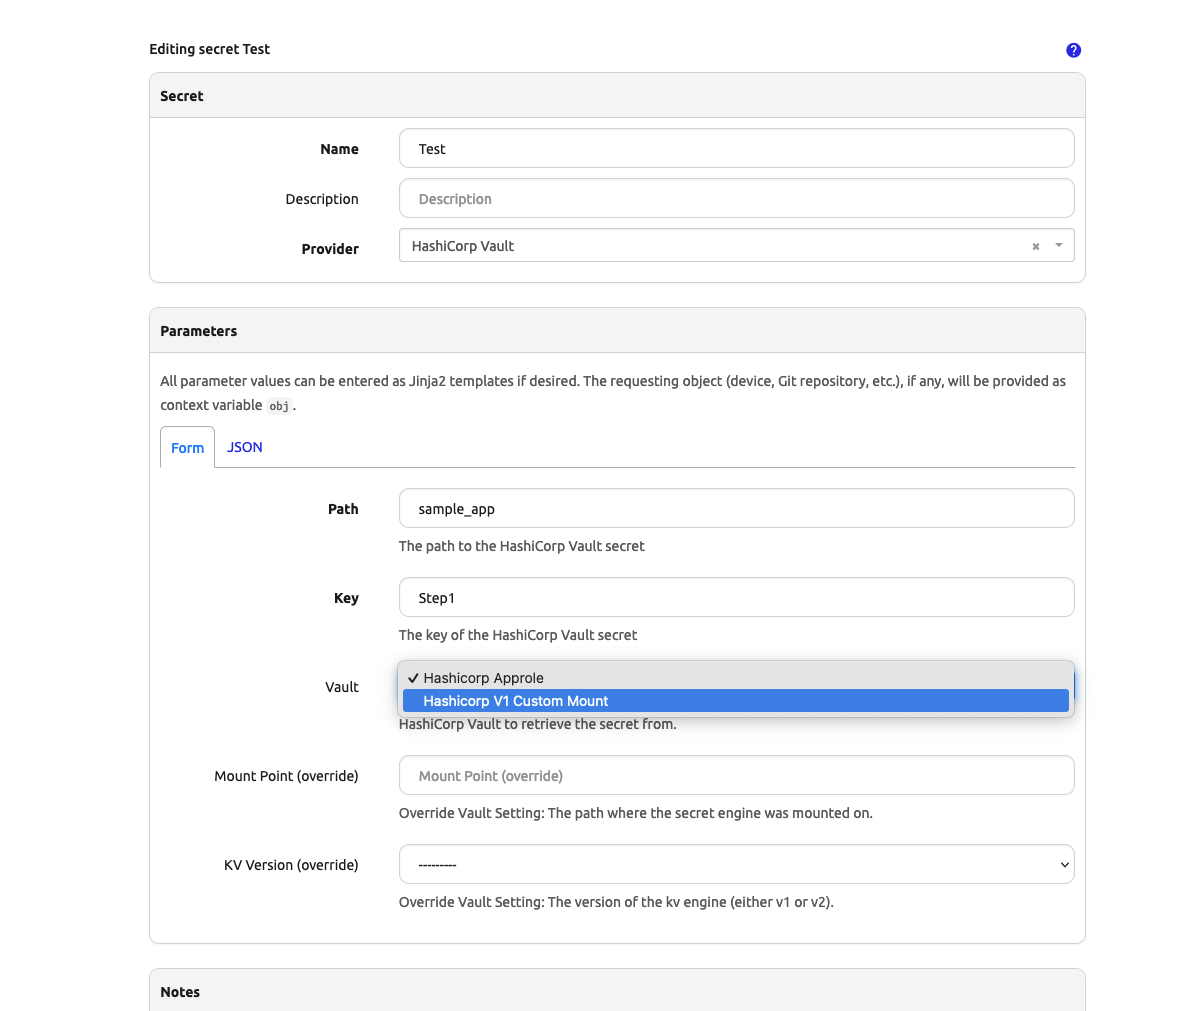 Editing secret Test
?
Secret
Name
Test
Description
Description
Provider
HashiCorp Vault
Parameters
All parameter values can be entered as Jinja2 templates if desired. The requesting object (device, Git repository, etc.), if any, will be provided as
context variable obj.
Form
JSON
Path
sample_app
The path to the HashiCorp Vault secret
Key
Step1
The key of the HashiCorp Vault secret
Vault
✓ Hashicorp Approle
Hashicorp V1 Custom Mount
HashiCorp Vault to retrieve the secret from.
Mount Point (override)
Mount Point (override)
Override Vault Setting: The path where the secret engine was mounted on.
KV Version (override)
---------
Override Vault Setting: The version of the kv engine (either v1 or v2).
Notes